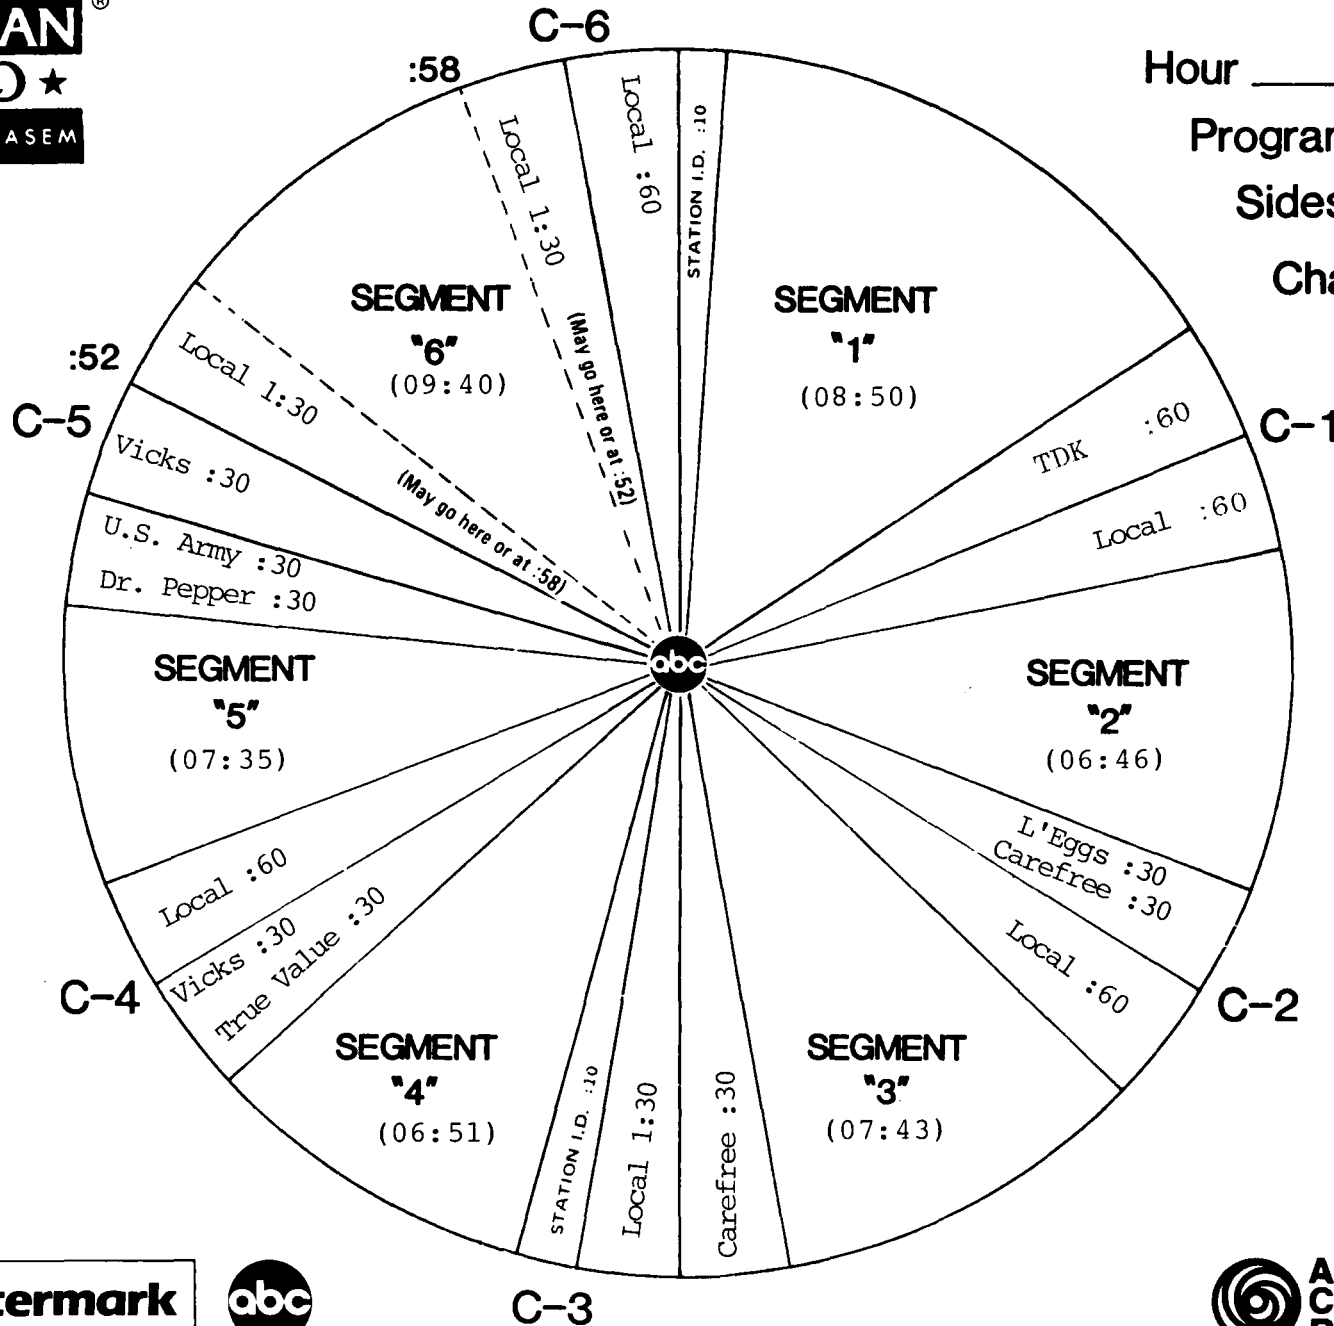 AN ®
ASEM
Hour
Program
Sides
Cha
C-6
:58
Local 1:30
(May go here or at :52)
Local :60
STATION I.D. :10
SEGMENT
"1"
(08:50)
TDK :60
C-1
Local :60
SEGMENT
"2"
(06:46)
L'Eggs :30
Carefree :30
C-2
Local :60
SEGMENT
"3"
(07:43)
Carefree :30
C-3
Local 1:30
STATION I.D. :10
SEGMENT
"4"
(06:51)
True Value :30
Vicks :30
C-4
Local :60
SEGMENT
"5"
(07:35)
Dr. Pepper :30
U.S. Army :30
Vicks :30
C-5
:52
Local 1:30
(May go here or at :58)
SEGMENT
"6"
(09:40)
abc
termark
abc
A
C